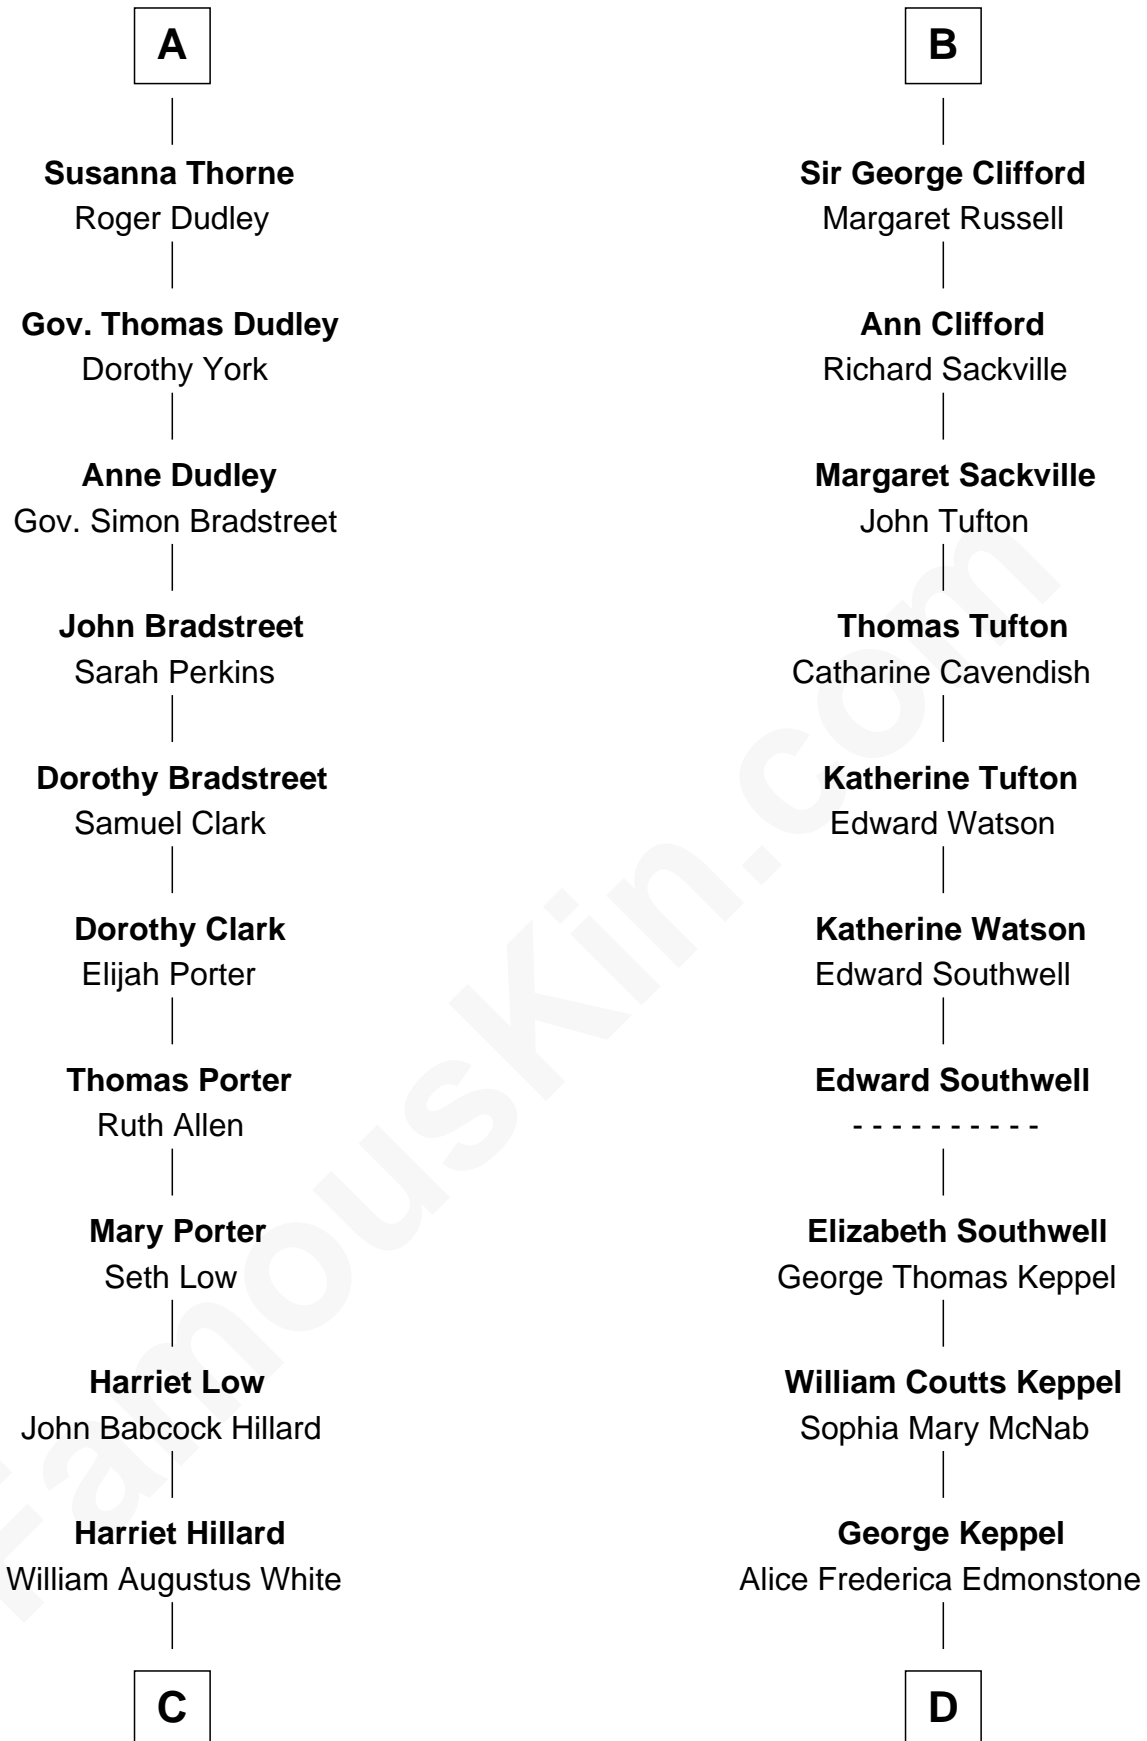 A
Susanna Thorne
Roger Dudley
Gov. Thomas Dudley
Dorothy York
Anne Dudley
Gov. Simon Bradstreet
John Bradstreet
Sarah Perkins
Dorothy Bradstreet
Samuel Clark
Dorothy Clark
Elijah Porter
Thomas Porter
Ruth Allen
Mary Porter
Seth Low
Harriet Low
John Babcock Hillard
Harriet Hillard
William Augustus White
C
B
Sir George Clifford
Margaret Russell
Ann Clifford
Richard Sackville
Margaret Sackville
John Tufton
Thomas Tufton
Catharine Cavendish
Katherine Tufton
Edward Watson
Katherine Watson
Edward Southwell
Edward Southwell
- - - - - - - - - -
Elizabeth Southwell
George Thomas Keppel
William Coutts Keppel
Sophia Mary McNab
George Keppel
Alice Frederica Edmonstone
D
FamousKin.com